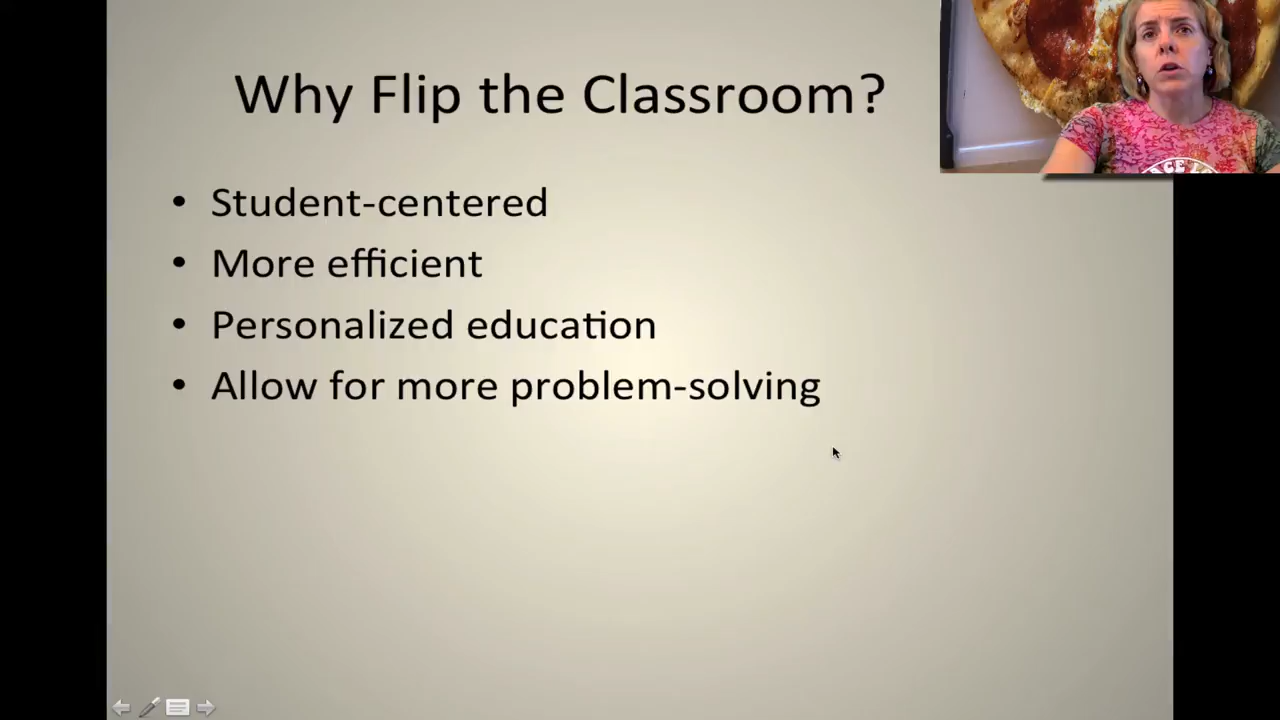 Why Flip the Classroom?
• Student-centered
• More efficient
• Personalized education
• Allow for more problem-solving